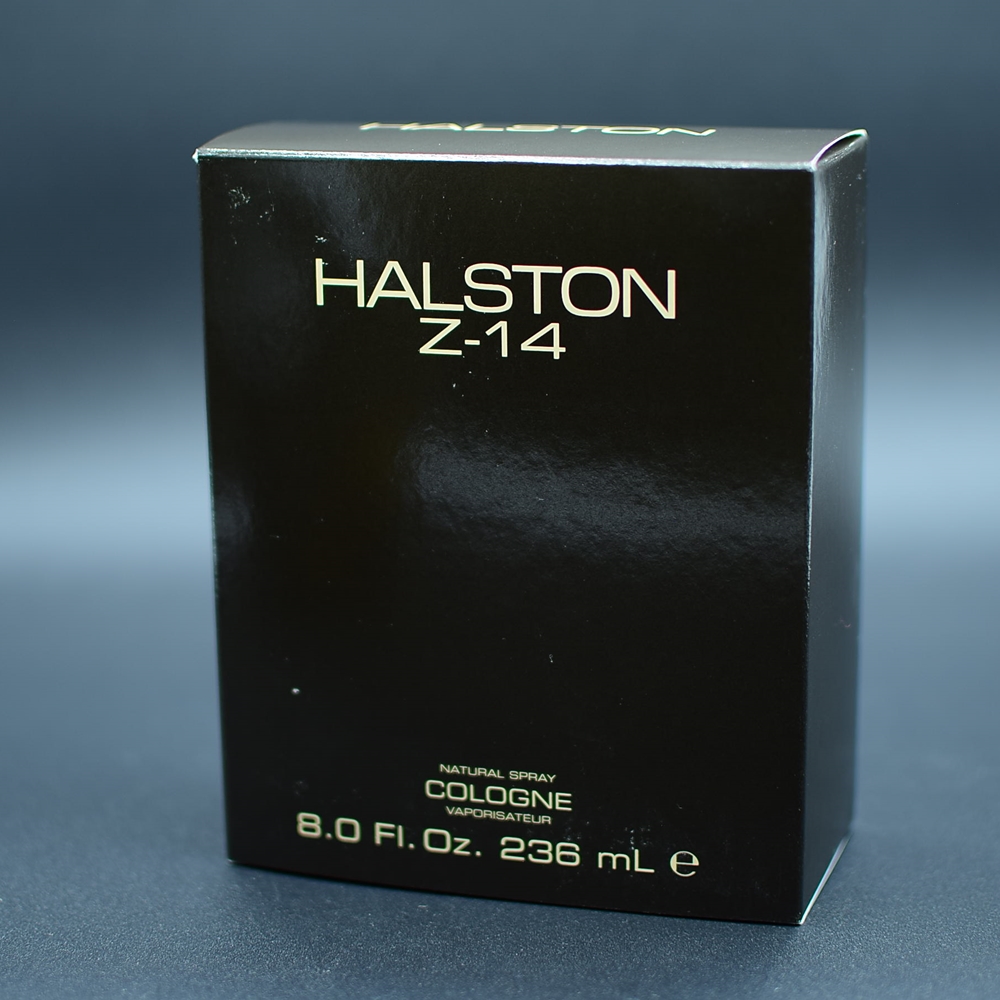 HALSTON
HALSTON
Z-14
NATURAL SPRAY
COLOGNE
VAPORISATEUR
8.0 Fl. Oz. 236 mL ℮